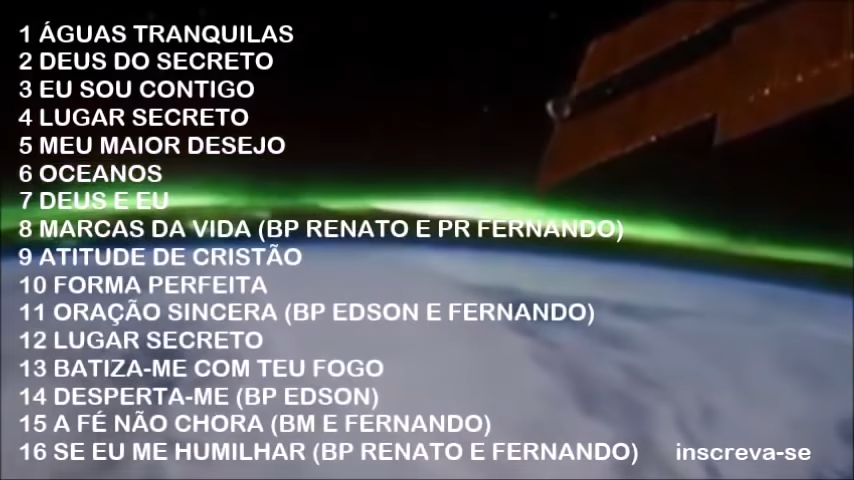 1 ÁGUAS TRANQUILAS
2 DEUS DO SECRETO
3 EU SOU CONTIGO
4 LUGAR SECRETO
5 MEU MAIOR DESEJO
6 OCEANOS
7 DEUS E EU
8 MARCAS DA VIDA (BP RENATO E PR FERNANDO)
9 ATITUDE DE CRISTÃO
10 FORMA PERFEITA
11 ORAÇÃO SINCERA (BP EDSON E FERNANDO)
12 LUGAR SECRETO
13 BATIZA-ME COM TEU FOGO
14 DESPERTA-ME (BP EDSON)
15 A FÉ NÃO CHORA (BM E FERNANDO)
16 SE EU ME HUMILHAR (BP RENATO E FERNANDO) inscreva-se